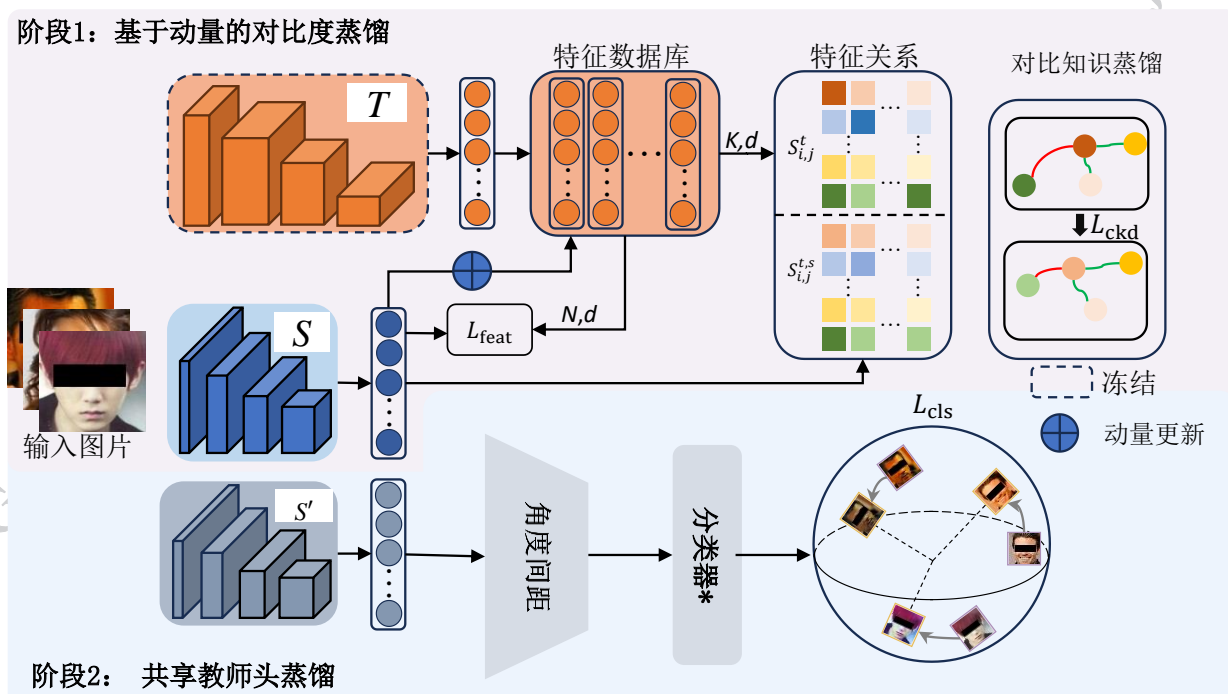 阶段1：基于动量的对比度蒸馏
特征数据库
特征关系
对比知识蒸馏
T
K,d
S^t_{i,j}
L_ckd
S^{t,s}_{i,j}
S
L_feat
N,d
冻结
输入图片
L_cls
动量更新
S′
角度间距
分类器*
阶段2： 共享教师头蒸馏